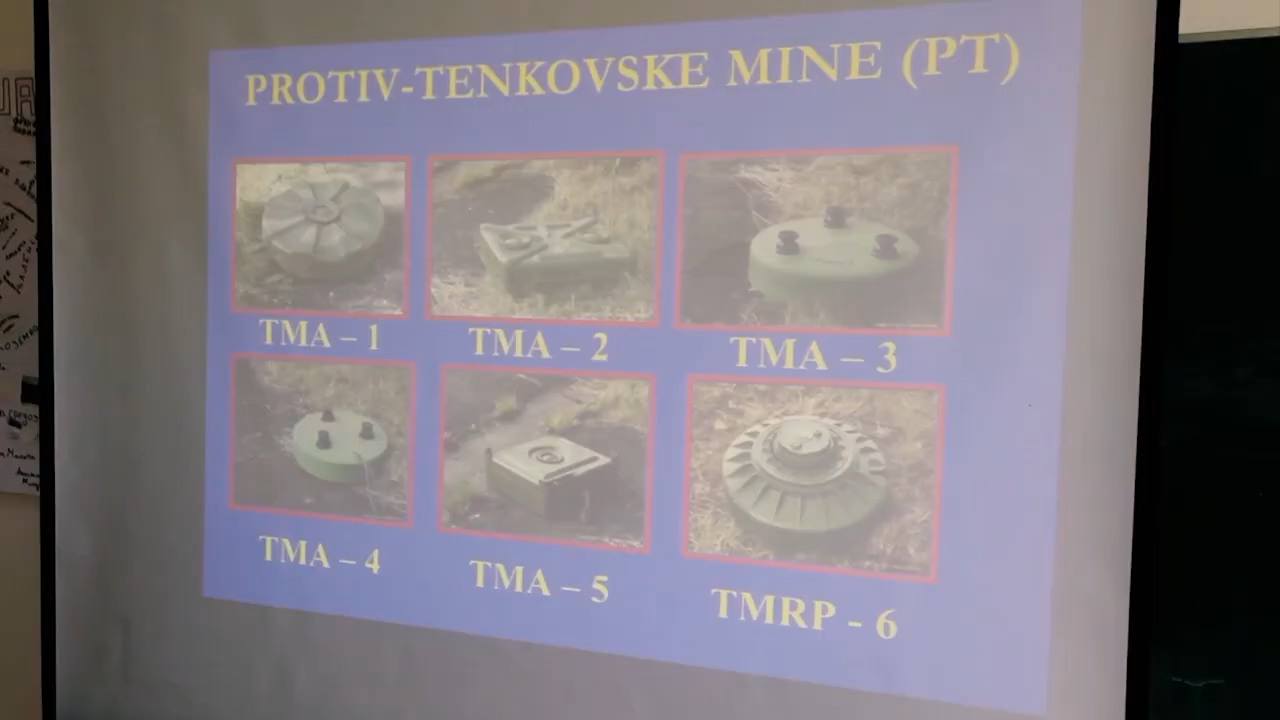 PROTIV-TENKOVSKE MINE (PT)
TMA – 1
TMA – 2
TMA – 3
TMA – 4
TMA – 5
TMRP - 6